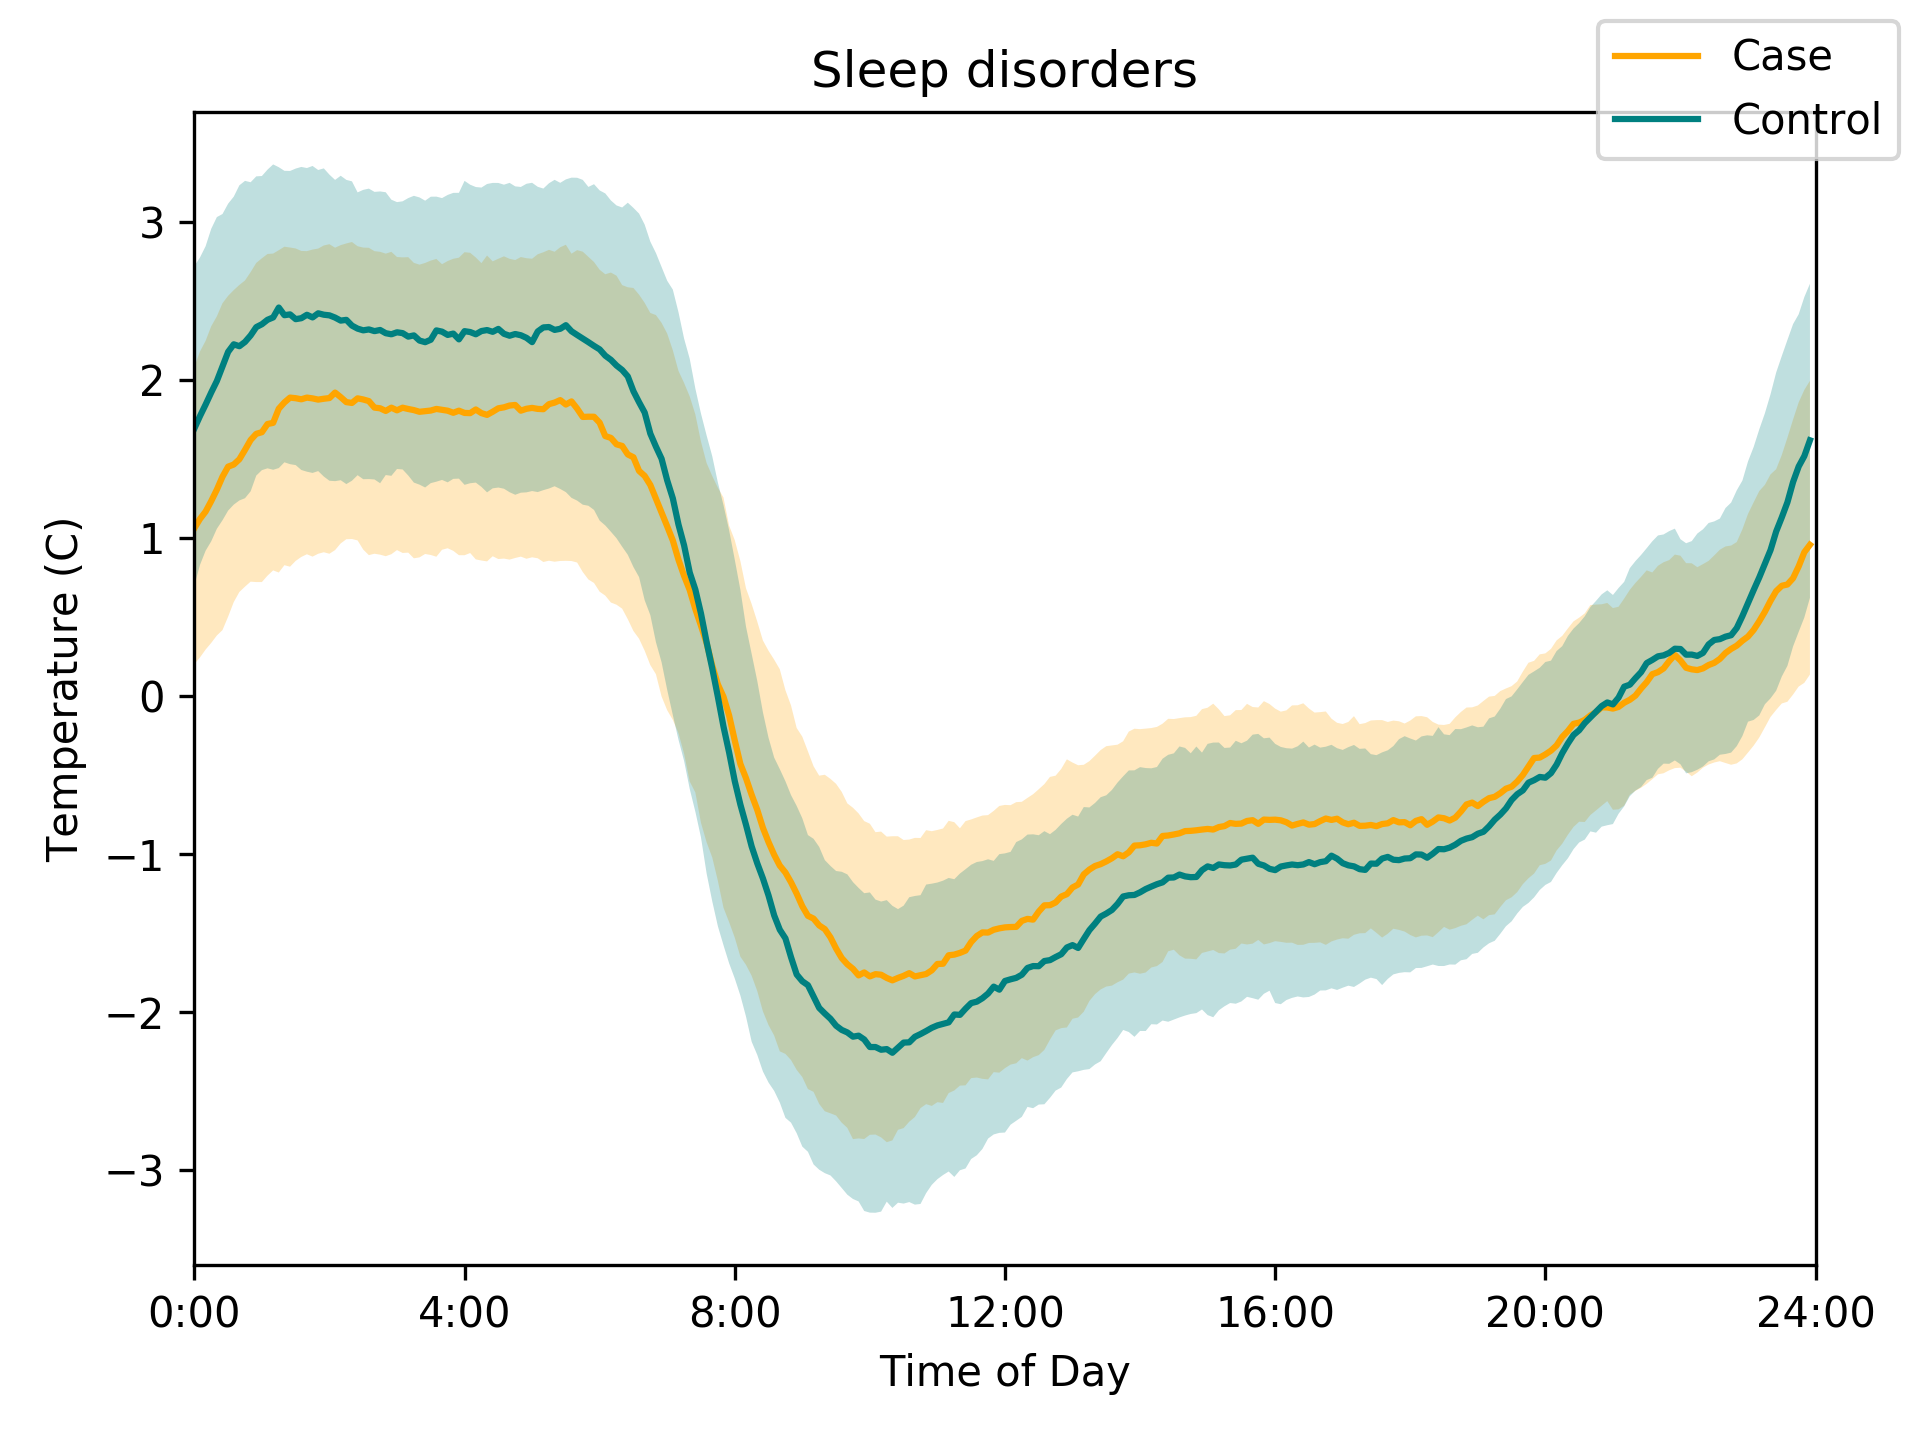 Sleep disorders
Case
Control
Temperature (C)
3
2
1
0
−1
−2
−3
0:00 4:00 8:00 12:00 16:00 20:00 24:00
Time of Day